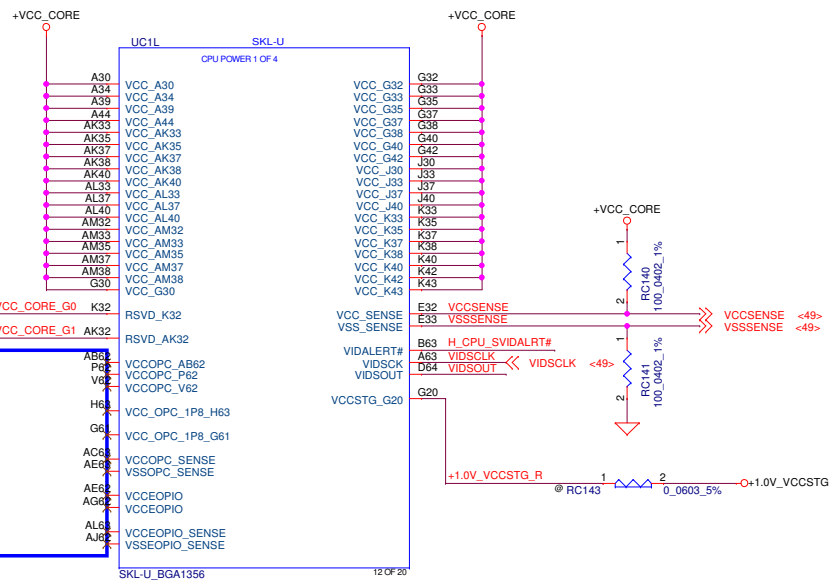 +VCC_CORE
+VCC_CORE
UC1L
SKL-U
CPU POWER 1 OF 4
A30 VCC_A30 VCC_G32 G32
A34 VCC_A34 VCC_G33 G33
A39 VCC_A39 VCC_G35 G35
A44 VCC_A44 VCC_G37 G37
AK33 VCC_AK33 VCC_G38 G38
AK35 VCC_AK35 VCC_G40 G40
AK37 VCC_AK37 VCC_G42 G42
AK38 VCC_AK38 VCC_J30 J30
AK40 VCC_AK40 VCC_J33 J33
AL33 VCC_AL33 VCC_J37 J37
AL37 VCC_AL37 VCC_J40 J40
AL40 VCC_AL40 VCC_K33 K33
AM32 VCC_AM32 VCC_K35 K35
AM33 VCC_AM33 VCC_K37 K37
AM35 VCC_AM35 VCC_K38 K38
AM37 VCC_AM37 VCC_K40 K40
AM38 VCC_AM38 VCC_K42 K42
G30 VCC_G30 VCC_K43 K43
VCC_CORE_G0 K32 RSVD_K32
VCC_SENSE E32 VCCSENSE VCCSENSE <49>
VSS_SENSE E33 VSSSENSE VSSSENSE <49>
VCC_CORE_G1 AK32 RSVD_AK32
VIDALERT# B63 H_CPU_SVIDALRT#
VIDSCK A63 VIDSCLK VIDSCLK <49>
VIDSOUT D64 VIDSOUT
AB62 VCCOPC_AB62
P62 VCCOPC_P62
V62 VCCOPC_V62
VCCSTG_G20 G20
H63 VCC_OPC_1P8_H63
G61 VCC_OPC_1P8_G61
AC63 VCCOPC_SENSE
AE63 VSSOPC_SENSE
AE62 VCCEOPIO
AG62 VCCEOPIO
AL63 VCCEOPIO_SENSE
AJ62 VSSEOPIO_SENSE
SKL-U_BGA1356
12 OF 20
+VCC_CORE
1
2
RC140
100_0402_1%
1
2
RC141
100_0402_1%
+1.0V_VCCSTG_R 1 2 +1.0V_VCCSTG
@ RC143 0_0603_5%